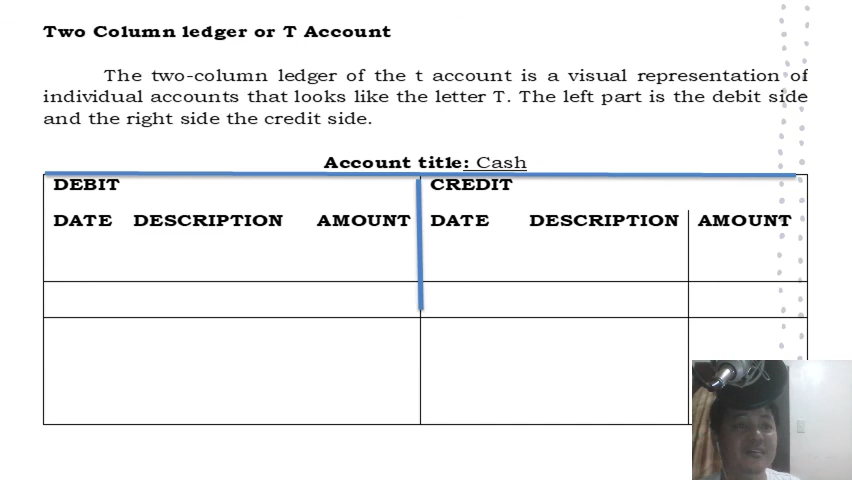 Two Column ledger or T Account
The two-column ledger of the t account is a visual representation of
individual accounts that looks like the letter T. The left part is the debit side
and the right side the credit side.
Account title: Cash
DEBIT CREDIT
DATE DESCRIPTION AMOUNT DATE DESCRIPTION AMOUNT